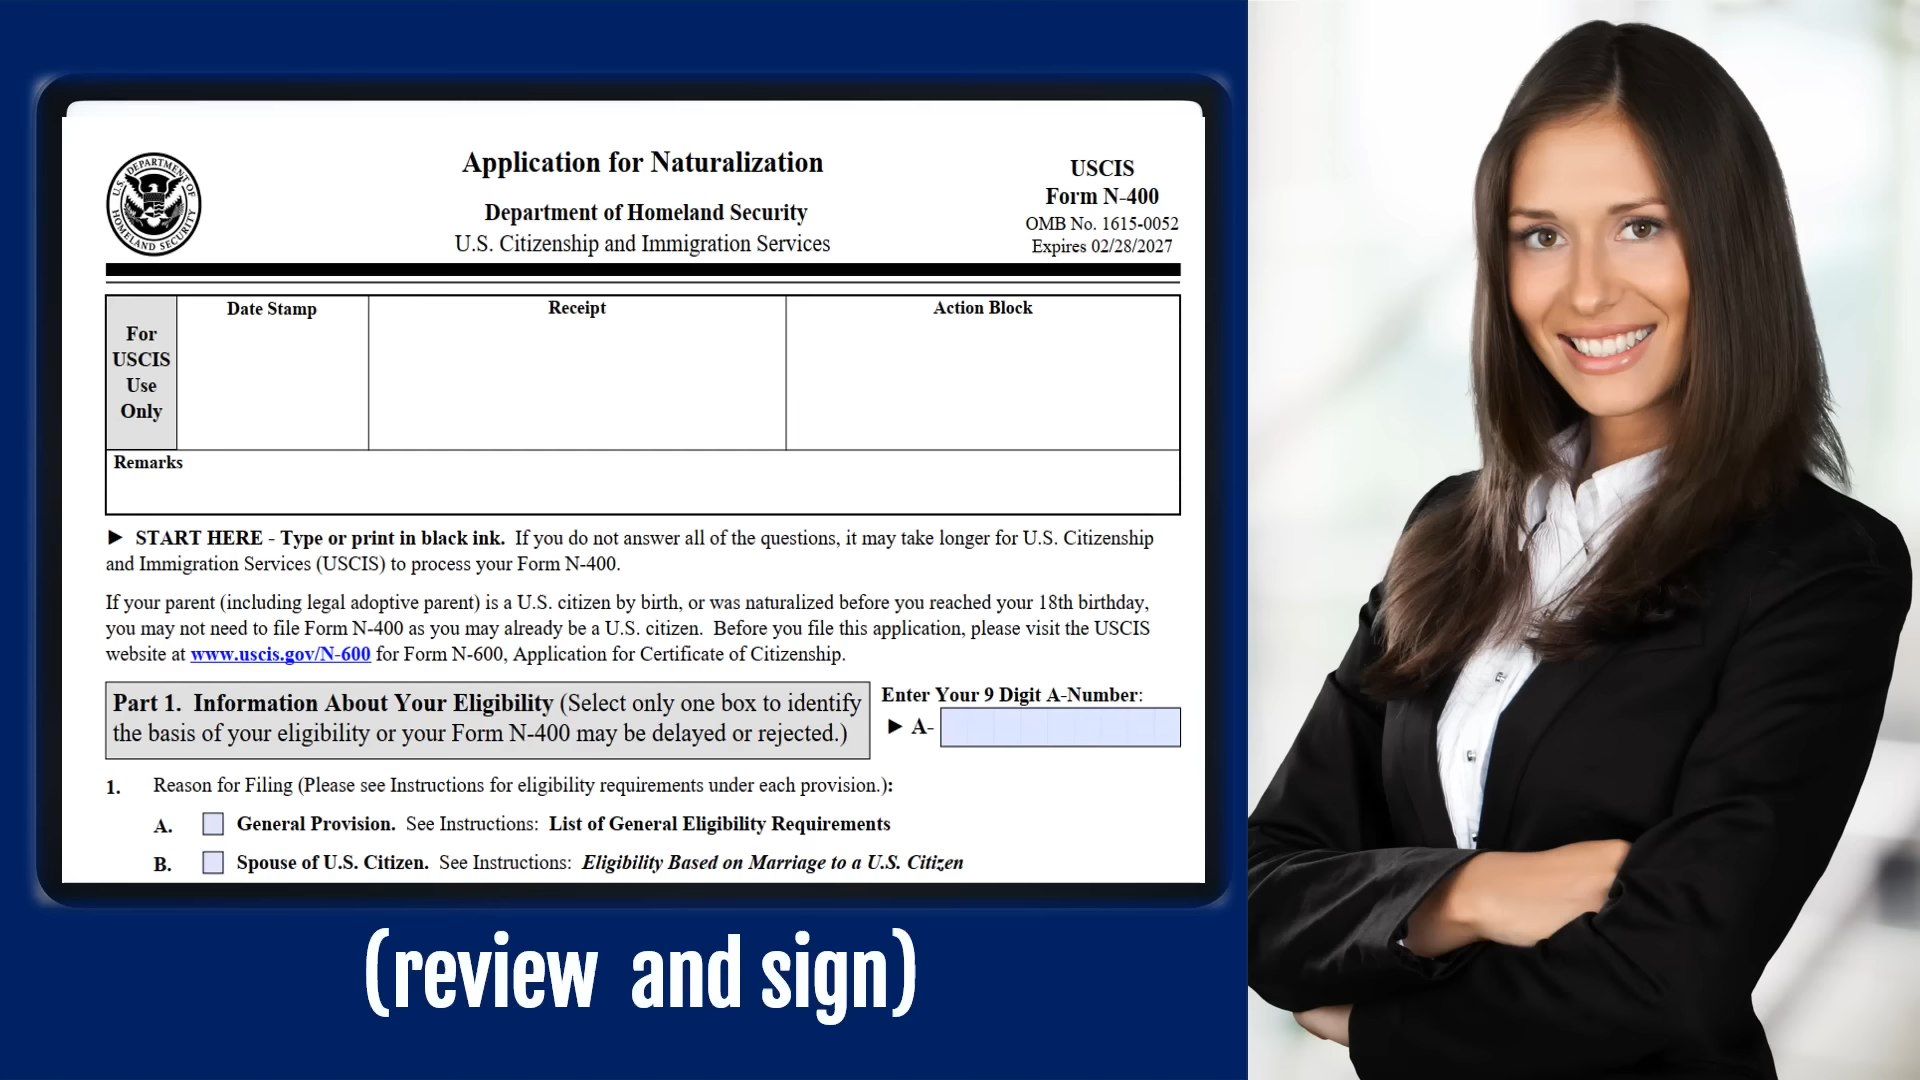 U.S. DEPARTMENT OF HOMELAND SECURITY
Application for Naturalization
Department of Homeland Security
U.S. Citizenship and Immigration Services
USCIS
Form N-400
OMB No. 1615-0052
Expires 02/28/2027
For
USCIS
Use
Only
Date Stamp
Receipt
Action Block
Remarks
► START HERE - Type or print in black ink. If you do not answer all of the questions, it may take longer for U.S. Citizenship
and Immigration Services (USCIS) to process your Form N-400.
If your parent (including legal adoptive parent) is a U.S. citizen by birth, or was naturalized before you reached your 18th birthday,
you may not need to file Form N-400 as you may already be a U.S. citizen. Before you file this application, please visit the USCIS
website at www.uscis.gov/N-600 for Form N-600, Application for Certificate of Citizenship.
Part 1. Information About Your Eligibility (Select only one box to identify
the basis of your eligibility or your Form N-400 may be delayed or rejected.)
Enter Your 9 Digit A-Number:
► A-
1. Reason for Filing (Please see Instructions for eligibility requirements under each provision.):
A. General Provision. See Instructions: List of General Eligibility Requirements
B. Spouse of U.S. Citizen. See Instructions: Eligibility Based on Marriage to a U.S. Citizen
(review and sign)